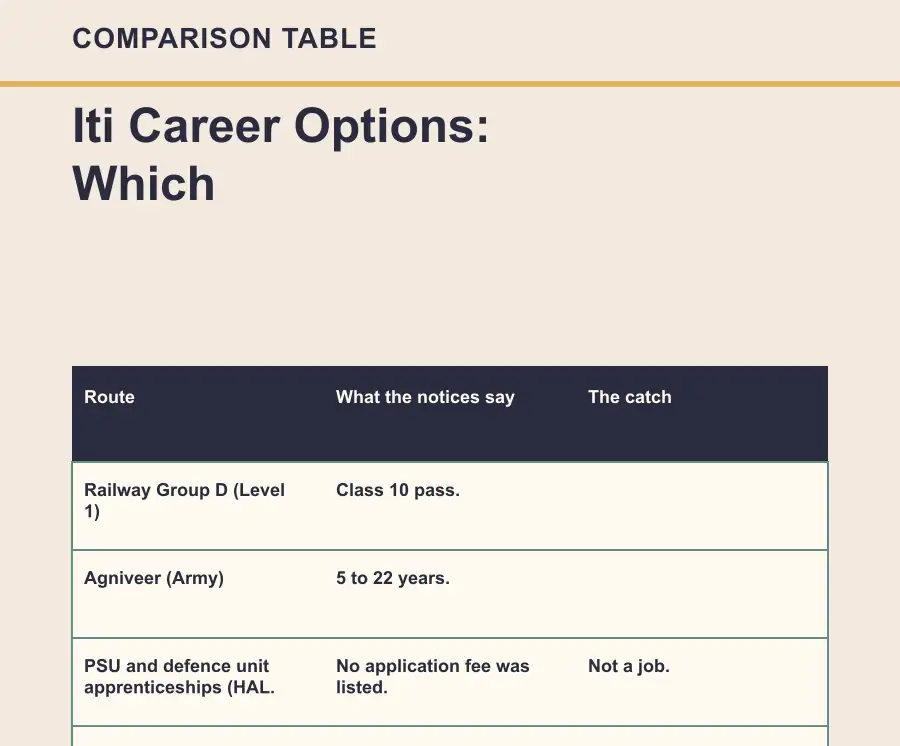 COMPARISON TABLE
Iti Career Options:
Which
Route What the notices say The catch
Railway Group D (Level Class 10 pass.
1)
Agniveer (Army) 5 to 22 years.
PSU and defence unit No application fee was Not a job.
apprenticeships (HAL. listed.